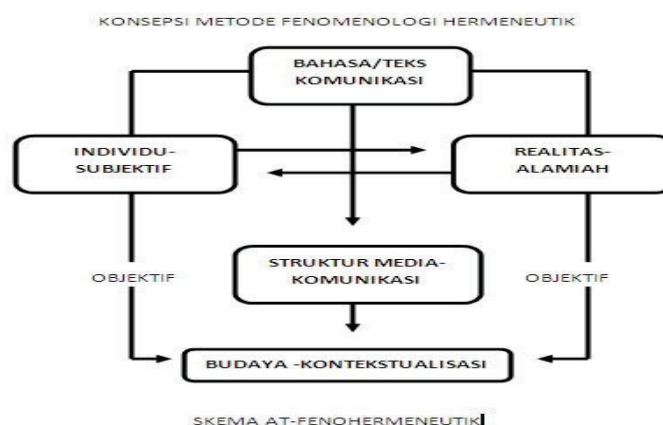 KONSEPSI METODE FENOMENOLOGI HERMENEUTIK
BAHASA/TEKS
KOMUNIKASI
INDIVIDU-
SUBJEKTIF
REALITAS-
ALAMIAH
OBJEKTIF
STRUKTUR MEDIA-
KOMUNIKASI
OBJEKTIF
BUDAYA -KONTEKSTUALISASI
SKEMA AT-FENOHERMENEUTIK